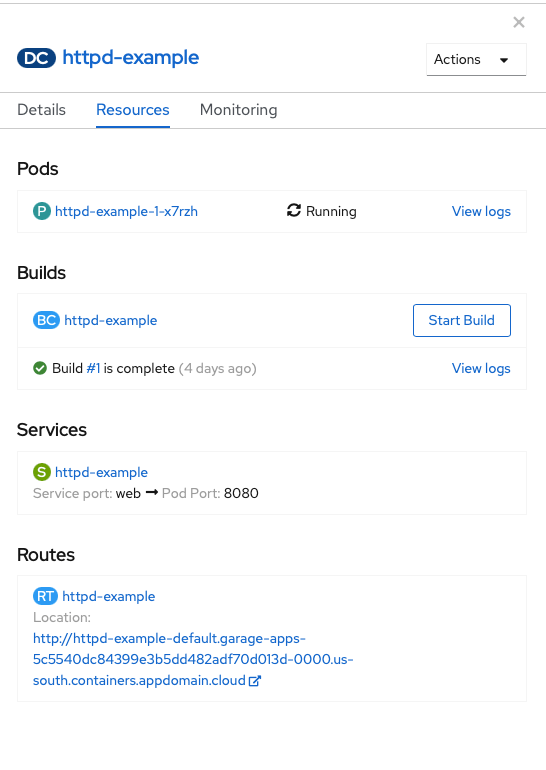 ×
DC httpd-example
Actions
Details Resources Monitoring
Pods
P httpd-example-1-x7rzh Running View logs
Builds
BC httpd-example Start Build
Build #1 is complete (4 days ago) View logs
Services
S httpd-example
Service port: web → Pod Port: 8080
Routes
RT httpd-example
Location:
http://httpd-example-default.garage-apps-
5c5540dc84399e3b5dd482adf70d013d-0000.us-
south.containers.appdomain.cloud